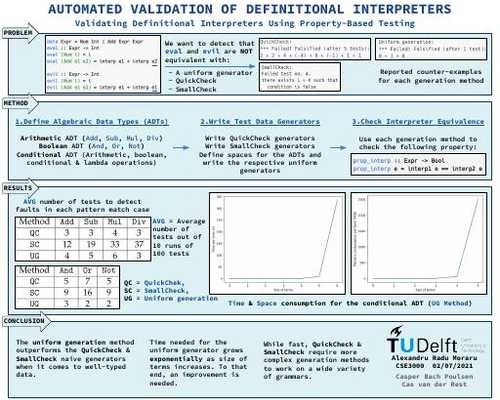 AUTOMATED VALIDATION OF DEFINITIONAL INTERPRETERS
Validating Definitional Interpreters Using Property-Based Testing
PROBLEM
data Expr = Num Int | Add Expr Expr
eval :: Expr -> Int
eval (Num i) = i
eval (Add e1 e2) = interp e1 + interp e2
evil :: Expr -> Int
evil (Num i) = i
evil (Add e1 e2) = interp e1 + interp e1
We want to detect that
eval and evil are NOT
equivalent with:
- A uniform generator
- QuickCheck
- SmallCheck
QuickCheck:
*** Failed! Falsified (after 5 tests):
SmallCheck:
Failed test no. 4.
there exists 1 + 0 such that
condition is false
Uniform generation:
*** Failed! Falsified (after 1 test):
0 + 1 + 0
Reported counter-examples
for each generation method
METHOD
1.Define Algebraic Data Types (ADTs)
Arithmetic ADT (Add, Sub, Mul, Div)
Boolean ADT (And, Or, Not)
Conditional ADT (Arithmetic, boolean,
conditional & lambda operations)
2.Write Test Data Generators
Write QuickCheck generators
Write SmallCheck generators
Define spaces for the ADTs and
write the respective uniform
generators
3.Check Interpreter Equivalence
Use each generation method to
check the following property:
prop_interp :: Expr -> Bool
prop_interp e = interp1 e == interp2 e
RESULTS
AVG number of tests to detect
faults in each pattern match case
Method Add Sub Mul Div
QC 3 3 4 3
SC 12 19 33 37
UG 4 5 6 3
AVG = Average
number of
tests out of
10 runs of
100 tests
Method And Or Not
QC 5 7 5
SC 9 16 9
UG 3 2 2
QC = QuickChek,
SC = SmallCheck,
UG = Uniform generation
Time & Space consumption for the conditional ADT (UG Method)
CONCLUSION
The uniform generation method
outperforms the QuickCheck &
SmallCheck naive generators
when it comes to well-typed
data.
Time needed for the
uniform generator grows
exponentially as size of
terms increases. To that
end, an improvement is
needed.
While fast, QuickCheck &
SmallCheck require more
complex generation methods
to work on a wide variety
of grammars.
TUDelft
Alexandru Radu Moraru
CSE3000 02/07/2021
Casper Bach Poulsen
Cas van der Rest